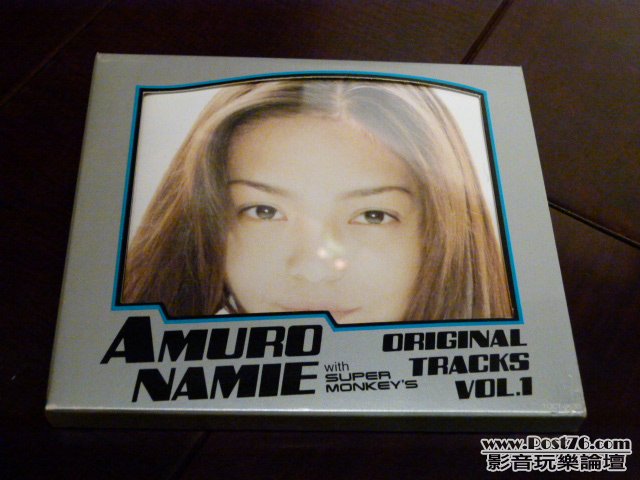 AMURO
NAMIE
with
SUPER
MONKEY'S
ORIGINAL
TRACKS
VOL.1
www.Post76.com
影音玩樂論壇